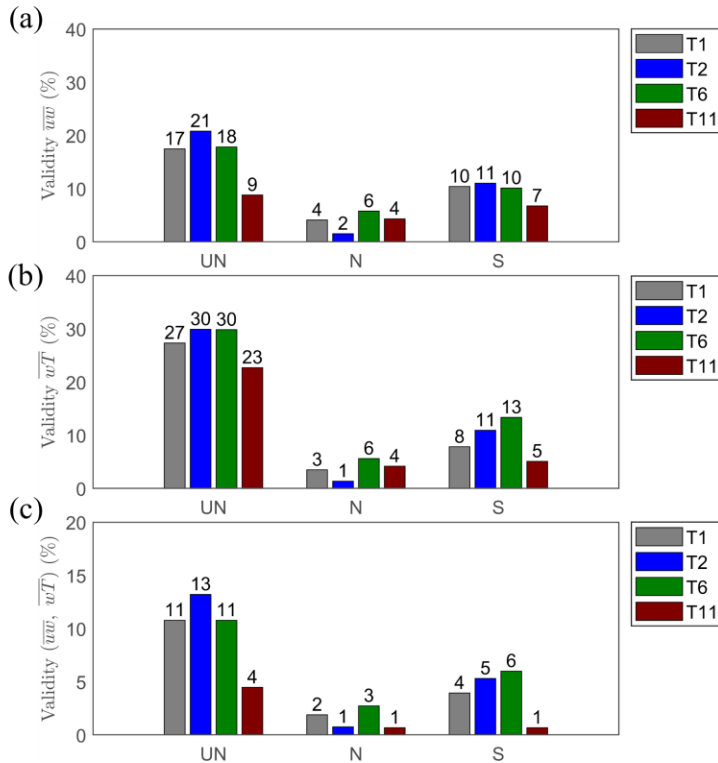 (a)
40
30
20
10
0
Validity uw (%)
17 21 18 9
4 2 6 4
10 11 10 7
UN N S
T1
T2
T6
T11
(b)
40
30
20
10
0
Validity wT (%)
27 30 30 23
3 1 6 4
8 11 13 5
UN N S
T1
T2
T6
T11
(c)
20
15
10
5
0
Validity (uw, wT) (%)
11 13 11 4
2 1 3 1
4 5 6 1
UN N S
T1
T2
T6
T11